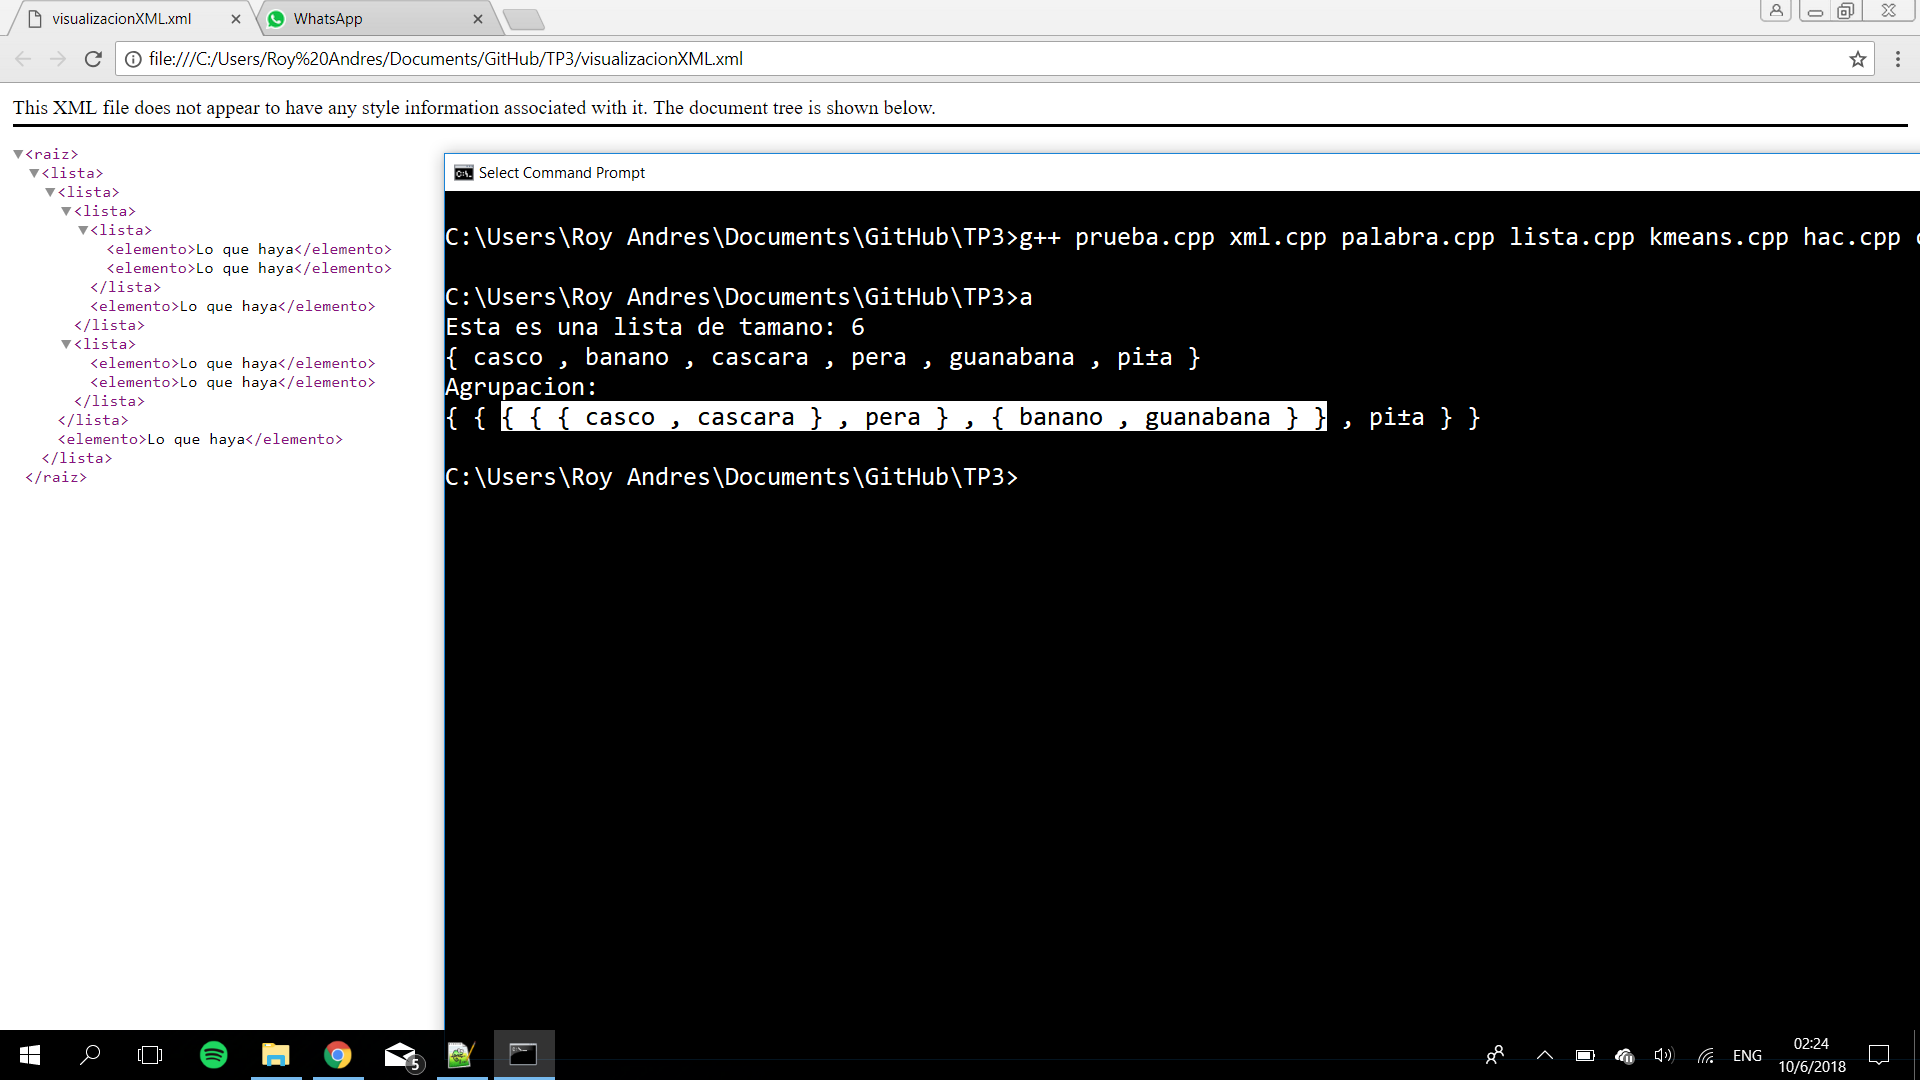 visualizacionXML.xml
WhatsApp
file:///C:/Users/Roy%20Andres/Documents/GitHub/TP3/visualizacionXML.xml
This XML file does not appear to have any style information associated with it. The document tree is shown below.
<raiz>
<lista>
<lista>
<lista>
<lista>
<elemento>Lo que haya</elemento>
<elemento>Lo que haya</elemento>
</lista>
<elemento>Lo que haya</elemento>
</lista>
<lista>
<elemento>Lo que haya</elemento>
<elemento>Lo que haya</elemento>
</lista>
</lista>
<elemento>Lo que haya</elemento>
</lista>
</raiz>
Select Command Prompt
C:\Users\Roy Andres\Documents\GitHub\TP3>g++ prueba.cpp xml.cpp palabra.cpp lista.cpp kmeans.cpp hac.cpp
C:\Users\Roy Andres\Documents\GitHub\TP3>a
Esta es una lista de tamano: 6
{ casco , banano , cascara , pera , guanabana , pi±a }
Agrupacion:
{ { { { { casco , cascara } , pera } , { banano , guanabana } } , pi±a } }
C:\Users\Roy Andres\Documents\GitHub\TP3>
5
ENG
02:24
10/6/2018